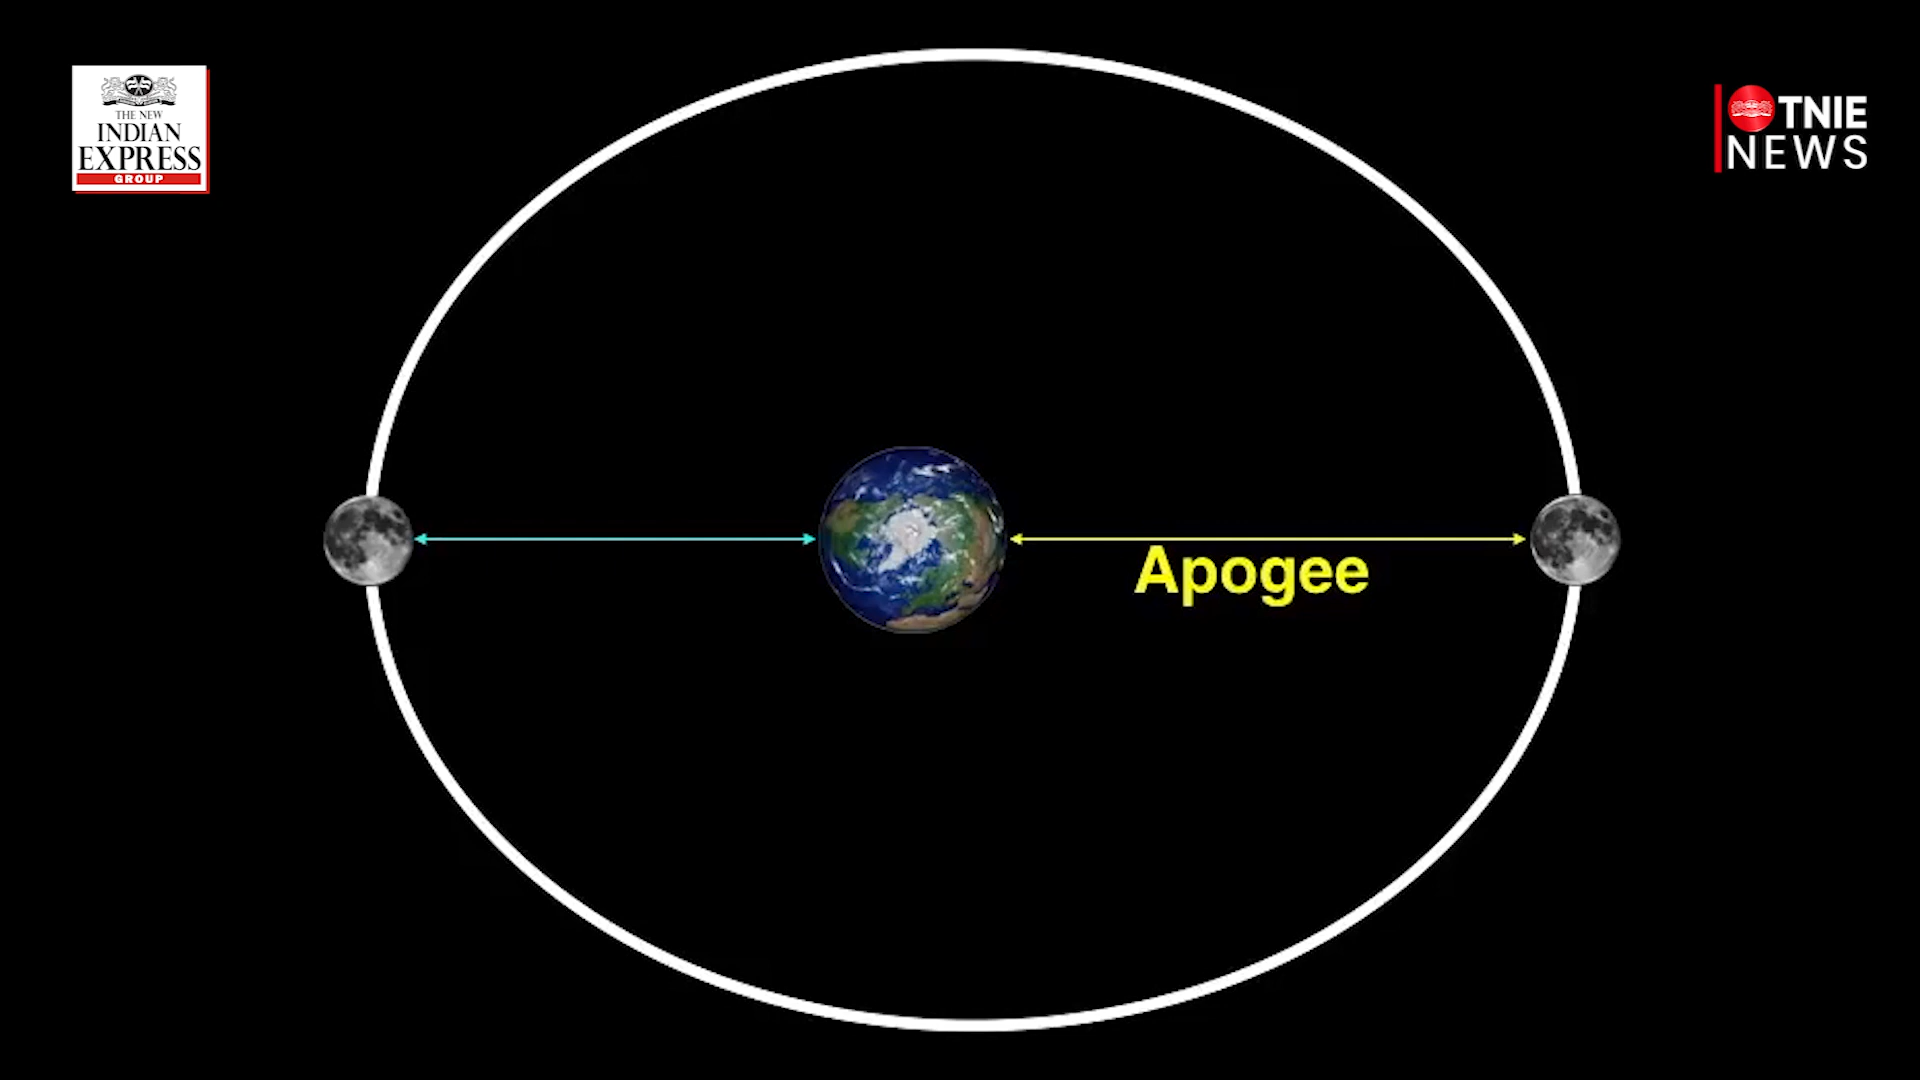 THE NEW
INDIAN
EXPRESS
GROUP
TNIE
NEWS
Apogee